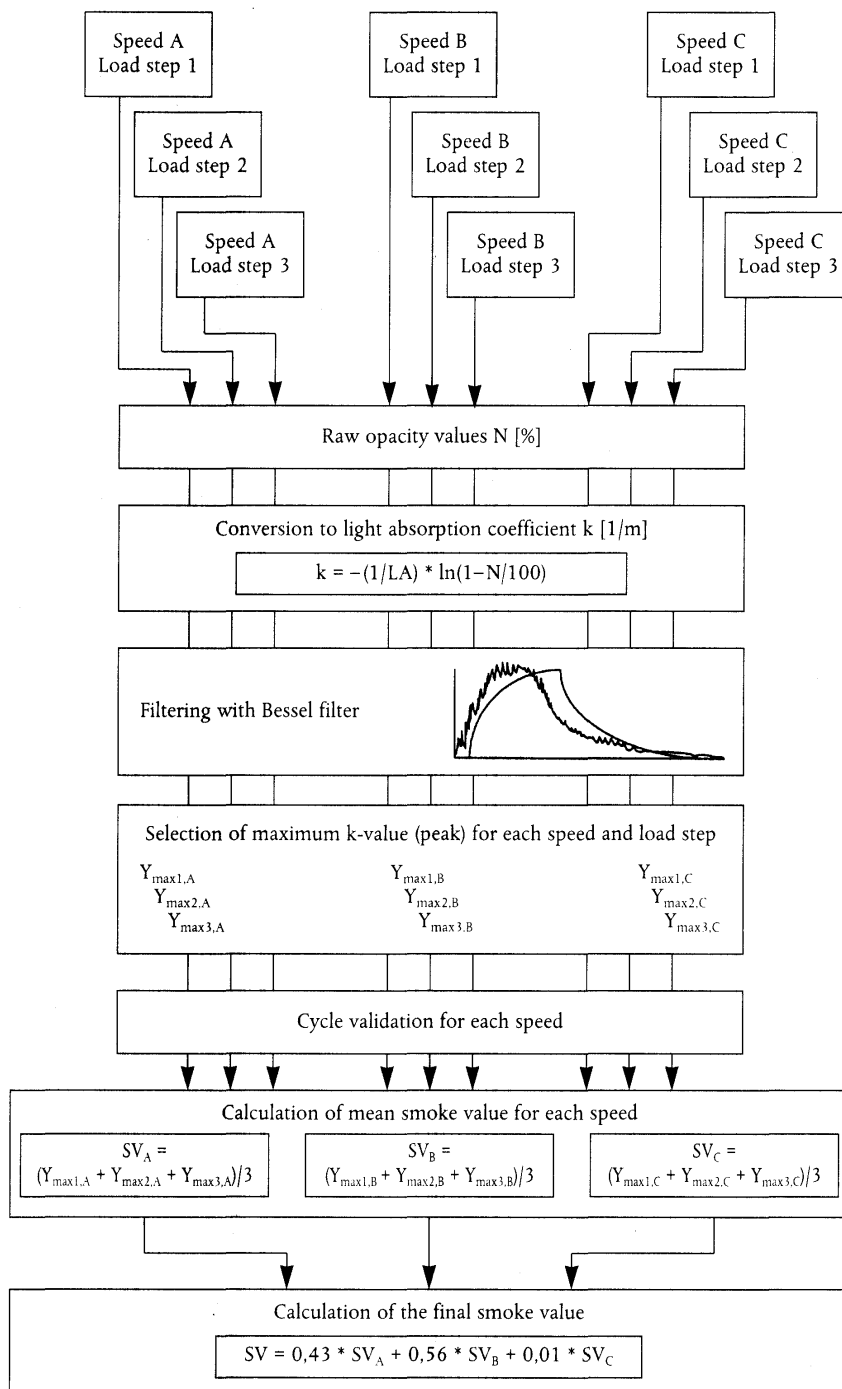 Speed A
Load step 1
Speed B
Load step 1
Speed C
Load step 1
Speed A
Load step 2
Speed B
Load step 2
Speed C
Load step 2
Speed A
Load step 3
Speed B
Load step 3
Speed C
Load step 3
Raw opacity values N [%]
Conversion to light absorption coefficient k [1/m]
k = −(1/LA) * ln(1−N/100)
Filtering with Bessel filter
Selection of maximum k-value (peak) for each speed and load step
Ymax1,A
Ymax1,B
Ymax1,C
Ymax2,A
Ymax2,B
Ymax2,C
Ymax3,A
Ymax3,B
Ymax3,C
Cycle validation for each speed
Calculation of mean smoke value for each speed
SVA =
(Ymax1,A + Ymax2,A + Ymax3,A)/3
SVB =
(Ymax1,B + Ymax2,B + Ymax3,B)/3
SVC =
(Ymax1,C + Ymax2,C + Ymax3,C)/3
Calculation of the final smoke value
SV = 0,43 * SVA + 0,56 * SVB + 0,01 * SVC